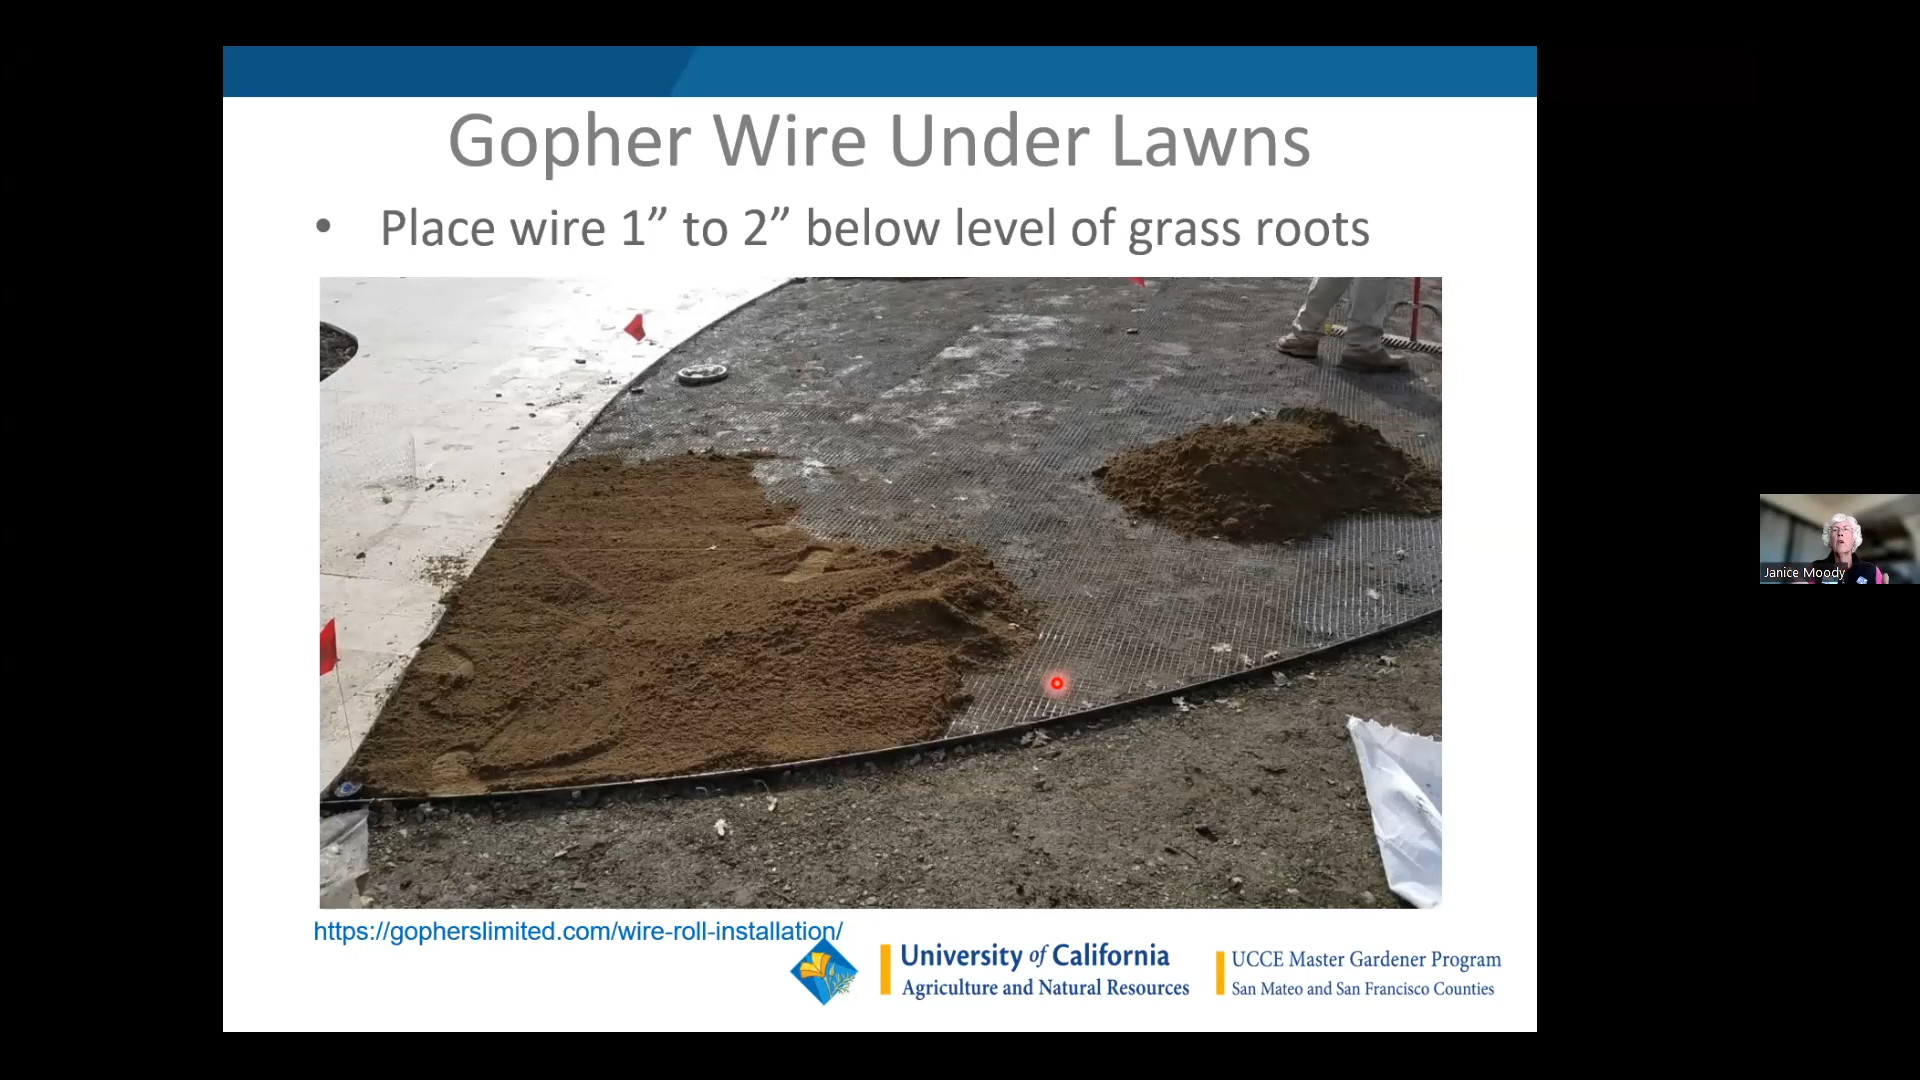 Gopher Wire Under Lawns
• Place wire 1” to 2” below level of grass roots
Janice Moody
https://gopherslimited.com/wire-roll-installation/
University of California
Agriculture and Natural Resources
UCCE Master Gardener Program
San Mateo and San Francisco Counties